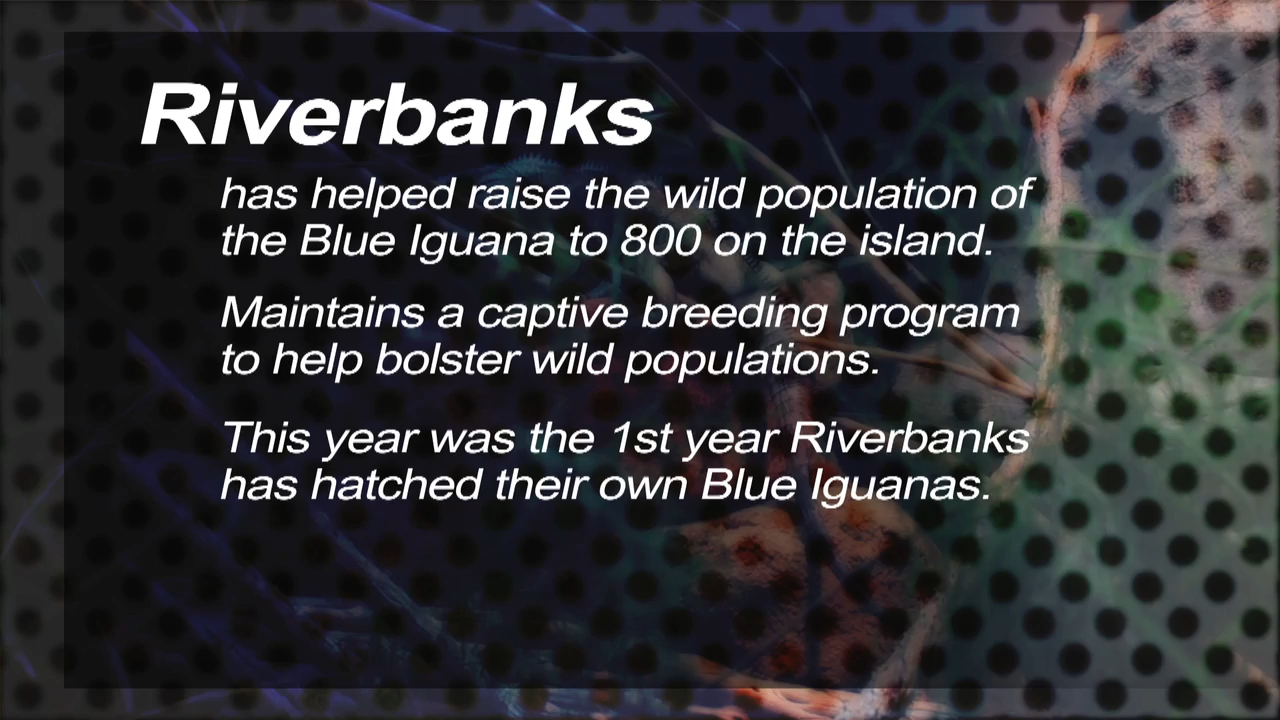 Riverbanks
has helped raise the wild population of
the Blue Iguana to 800 on the island.
Maintains a captive breeding program
to help bolster wild populations.
This year was the 1st year Riverbanks
has hatched their own Blue Iguanas.